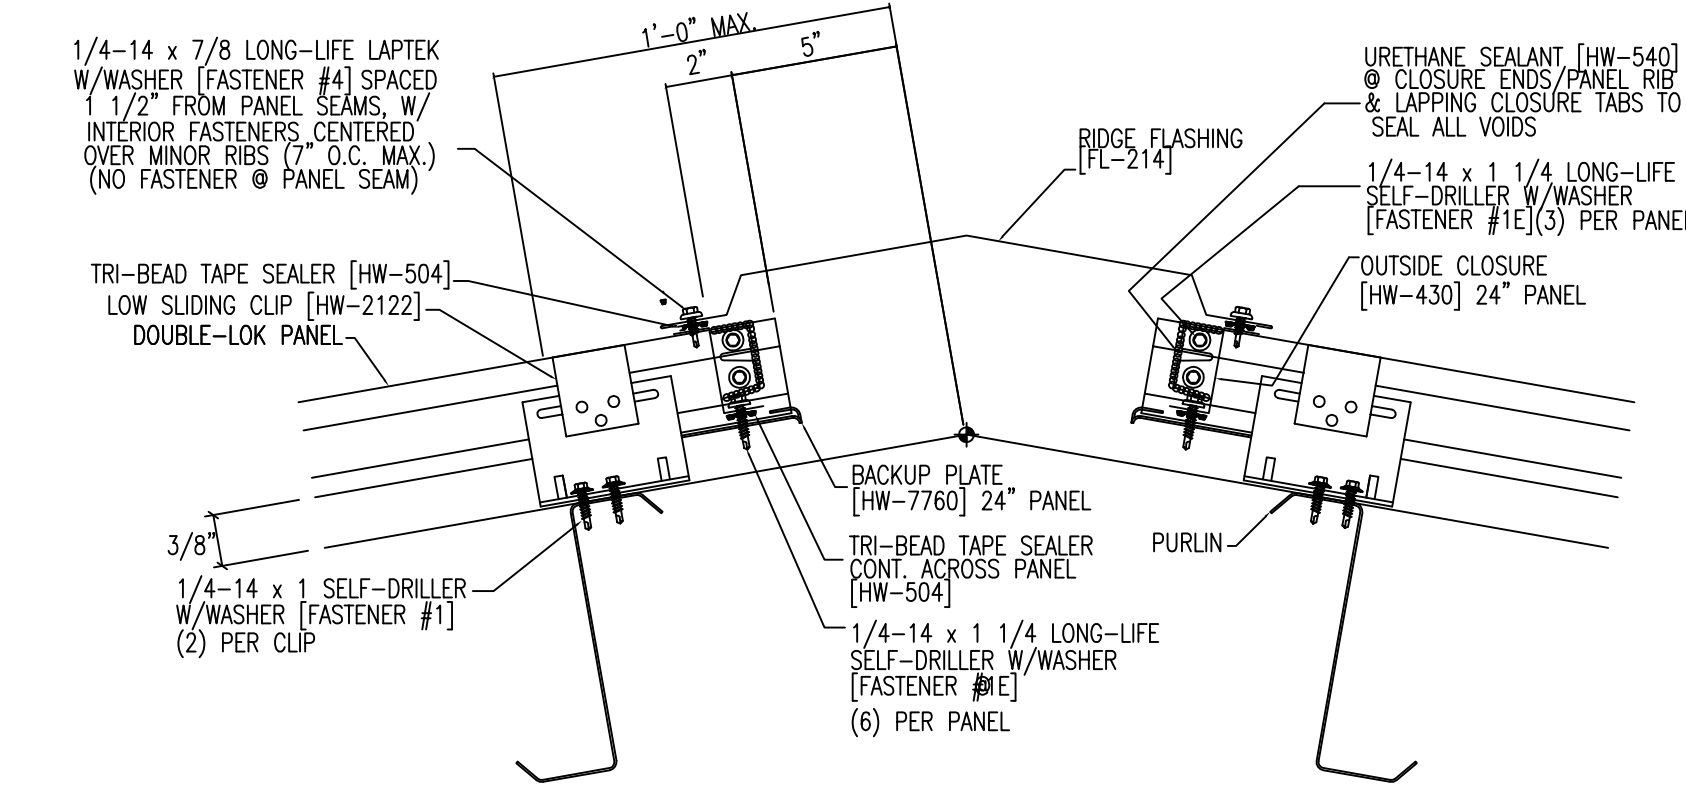 1'-0" MAX.
2"
5"
1/4-14 x 7/8 LONG-LIFE LAPTEK
W/WASHER [FASTENER #4] SPACED
1 1/2" FROM PANEL SEAMS, W/
INTERIOR FASTENERS CENTERED
OVER MINOR RIBS (7" O.C. MAX.)
(NO FASTENER @ PANEL SEAM)
TRI-BEAD TAPE SEALER [HW-504]
LOW SLIDING CLIP [HW-2122]
DOUBLE-LOK PANEL
3/8"
1/4-14 x 1 SELF-DRILLER
W/WASHER [FASTENER #1]
(2) PER CLIP
RIDGE FLASHING
[FL-214]
URETHANE SEALANT [HW-540]
@ CLOSURE ENDS/PANEL RIB
& LAPPING CLOSURE TABS TO
SEAL ALL VOIDS
1/4-14 x 1 1/4 LONG-LIFE
SELF-DRILLER W/WASHER
[FASTENER #1E](3) PER PANEL
OUTSIDE CLOSURE
[HW-430] 24" PANEL
BACKUP PLATE
[HW-7760] 24" PANEL
TRI-BEAD TAPE SEALER
CONT. ACROSS PANEL
[HW-504]
1/4-14 x 1 1/4 LONG-LIFE
SELF-DRILLER W/WASHER
[FASTENER #1E]
(6) PER PANEL
PURLIN